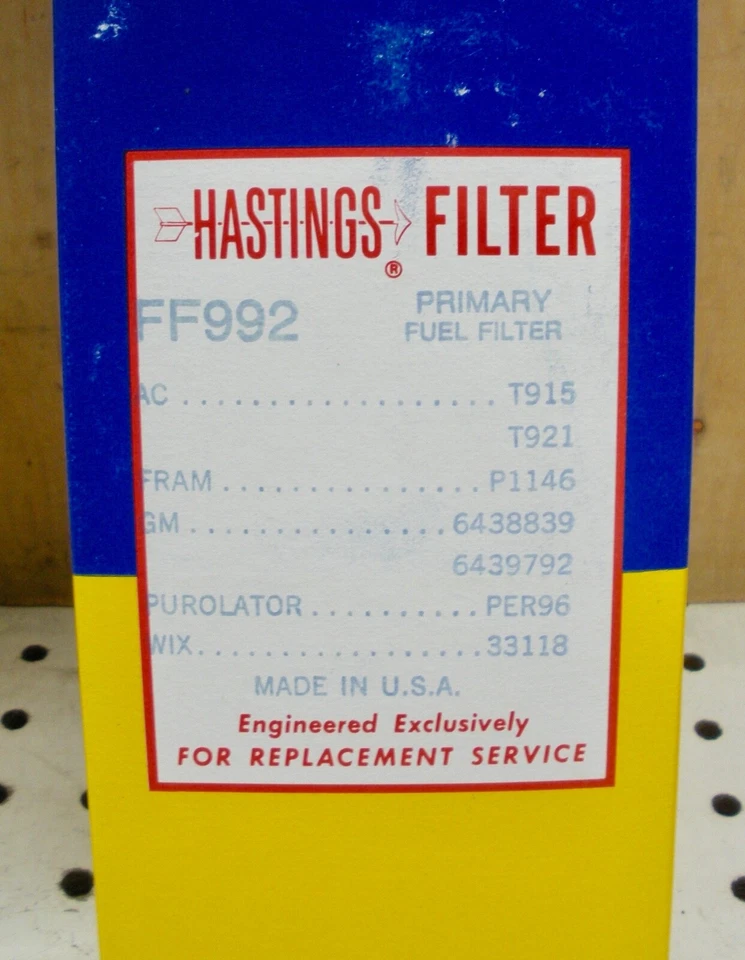 HASTINGS FILTER
®
FF992 PRIMARY
FUEL FILTER
AC .................. T915
T921
FRAM ............... P1146
GM ............... 6438839
6439792
PUROLATOR .......... PER96
WIX ................. 33118
MADE IN U.S.A.
Engineered Exclusively
FOR REPLACEMENT SERVICE